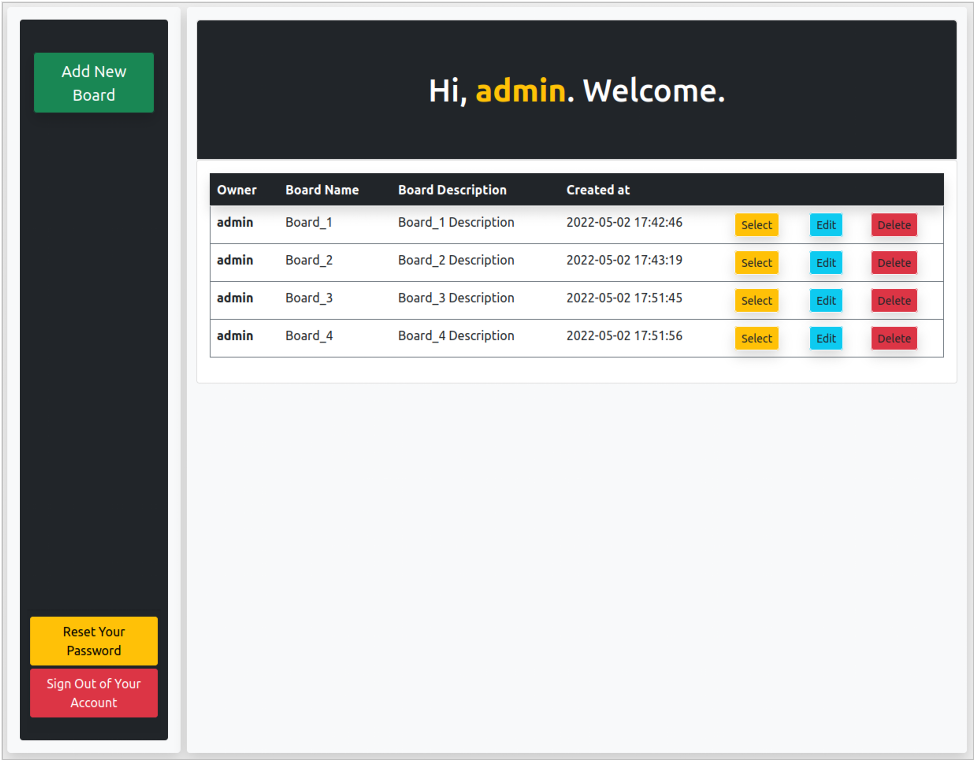 Add New
Board
Reset Your
Password
Sign Out of Your
Account
Hi, admin. Welcome.
Owner Board Name Board Description Created at
admin Board_1 Board_1 Description 2022-05-02 17:42:46 Select Edit Delete
admin Board_2 Board_2 Description 2022-05-02 17:43:19 Select Edit Delete
admin Board_3 Board_3 Description 2022-05-02 17:51:45 Select Edit Delete
admin Board_4 Board_4 Description 2022-05-02 17:51:56 Select Edit Delete